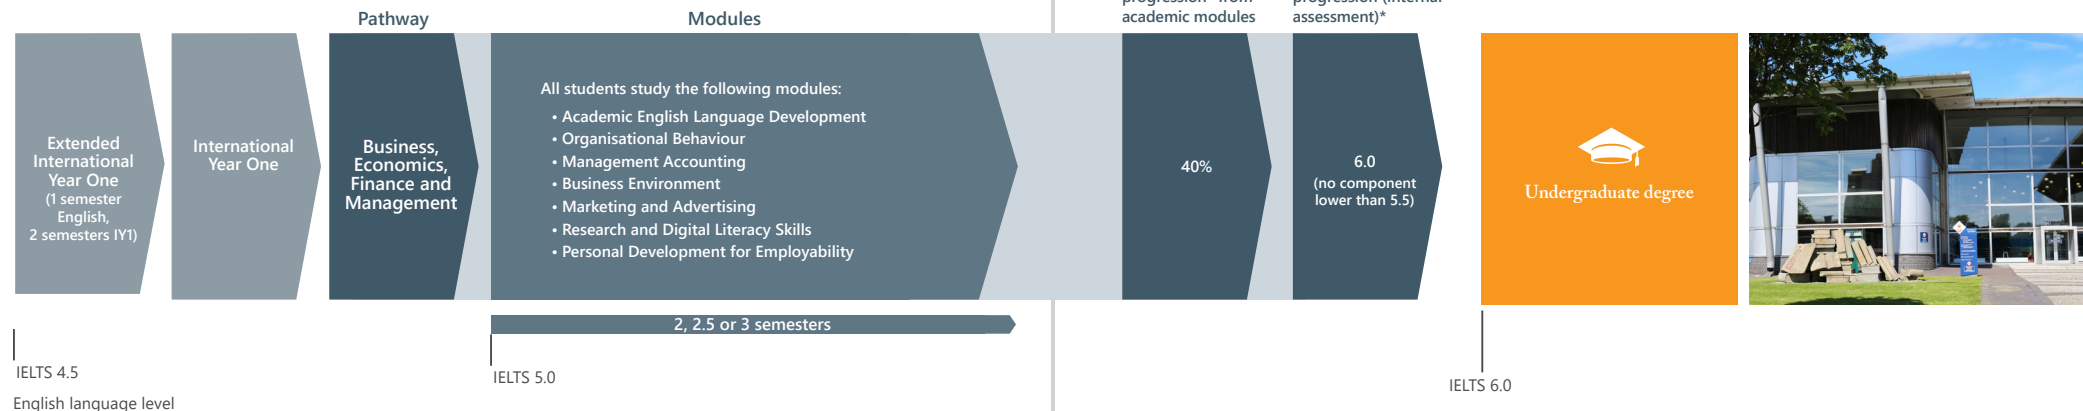 Pathway
Modules
academic modules
assessment)*
Extended
International
Year One
(1 semester
English,
2 semesters IY1)
International
Year One
Business,
Economics,
Finance and
Management
All students study the following modules:
• Academic English Language Development
• Organisational Behaviour
• Management Accounting
• Business Environment
• Marketing and Advertising
• Research and Digital Literacy Skills
• Personal Development for Employability
40%
6.0
(no component
lower than 5.5)
Undergraduate degree
2, 2.5 or 3 semesters
IELTS 4.5
IELTS 5.0
IELTS 6.0
English language level